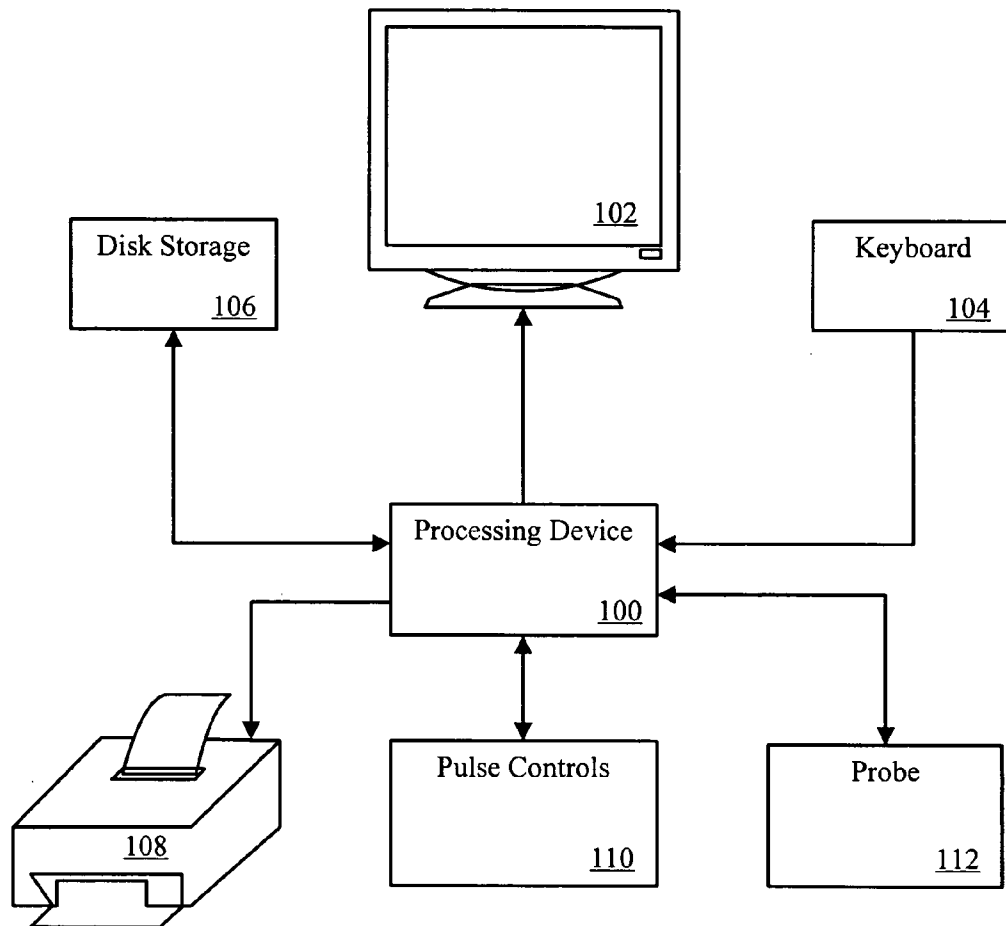 102
Disk Storage
106
Keyboard
104
Processing Device
100
108
Pulse Controls
110
Probe
112